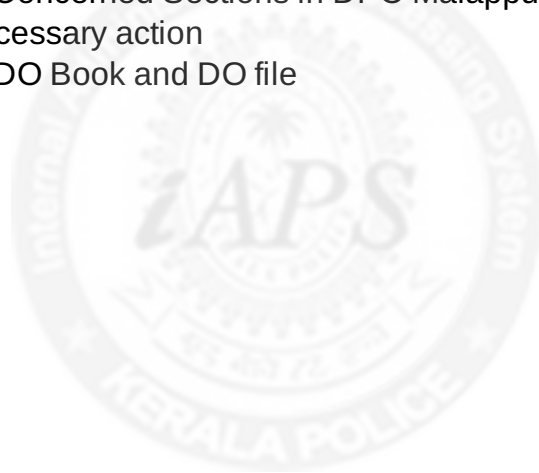 Concerned Sections in DPO Malappu
cessary action
DO Book and DO file
iAPS
KERALA POLICE